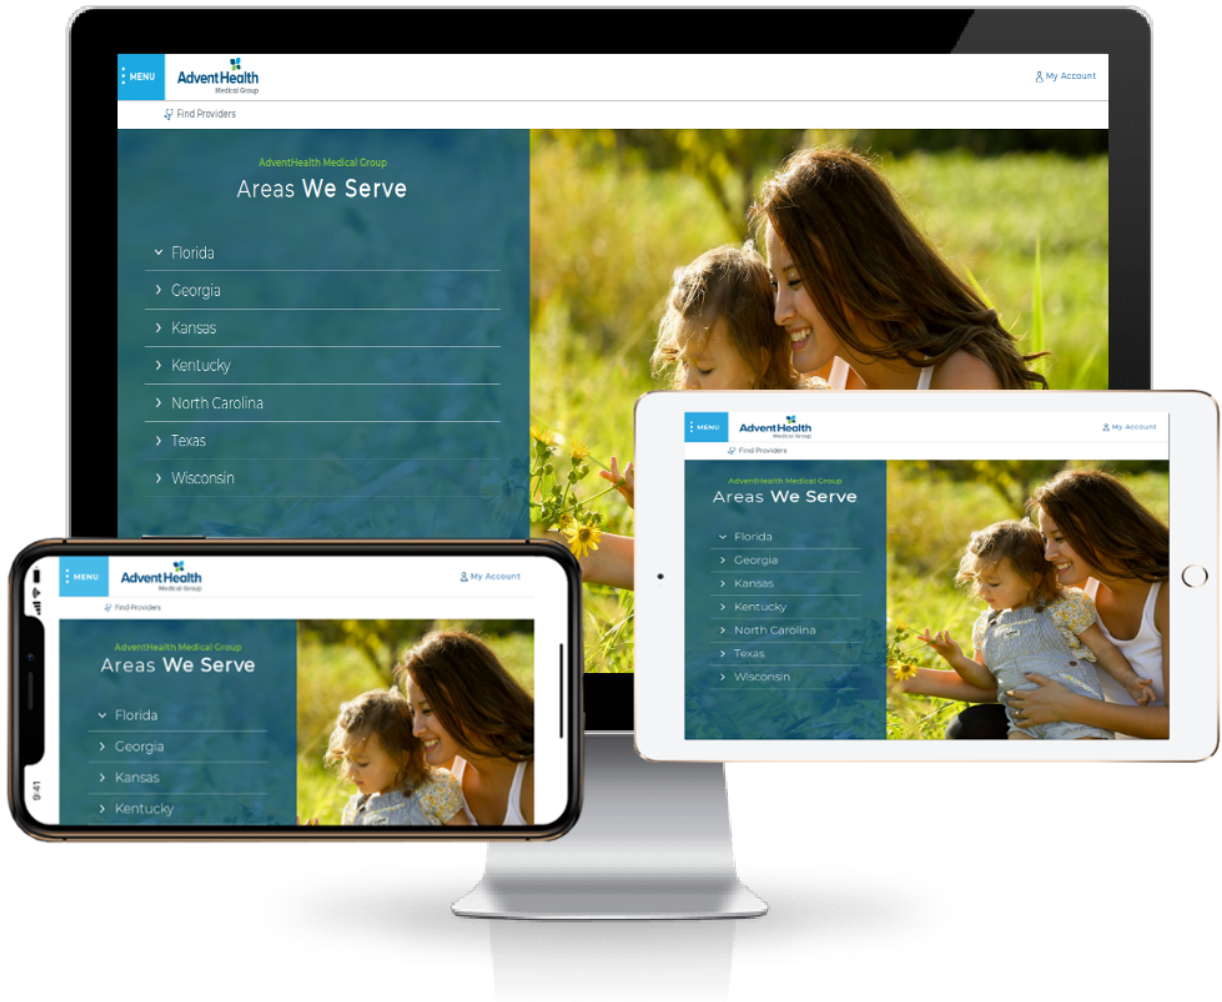 MENU
AdventHealth
Medical Group
My Account
Find Providers
AdventHealth Medical Group
Areas We Serve
Florida
Georgia
Kansas
Kentucky
North Carolina
Texas
Wisconsin
MENU
AdventHealth
Medical Group
My Account
Find Providers
AdventHealth Medical Group
Areas We Serve
Florida
Georgia
Kansas
Kentucky
North Carolina
Texas
Wisconsin
9:41
MENU
AdventHealth
Medical Group
My Account
Find Providers
AdventHealth Medical Group
Areas We Serve
Florida
Georgia
Kansas
Kentucky